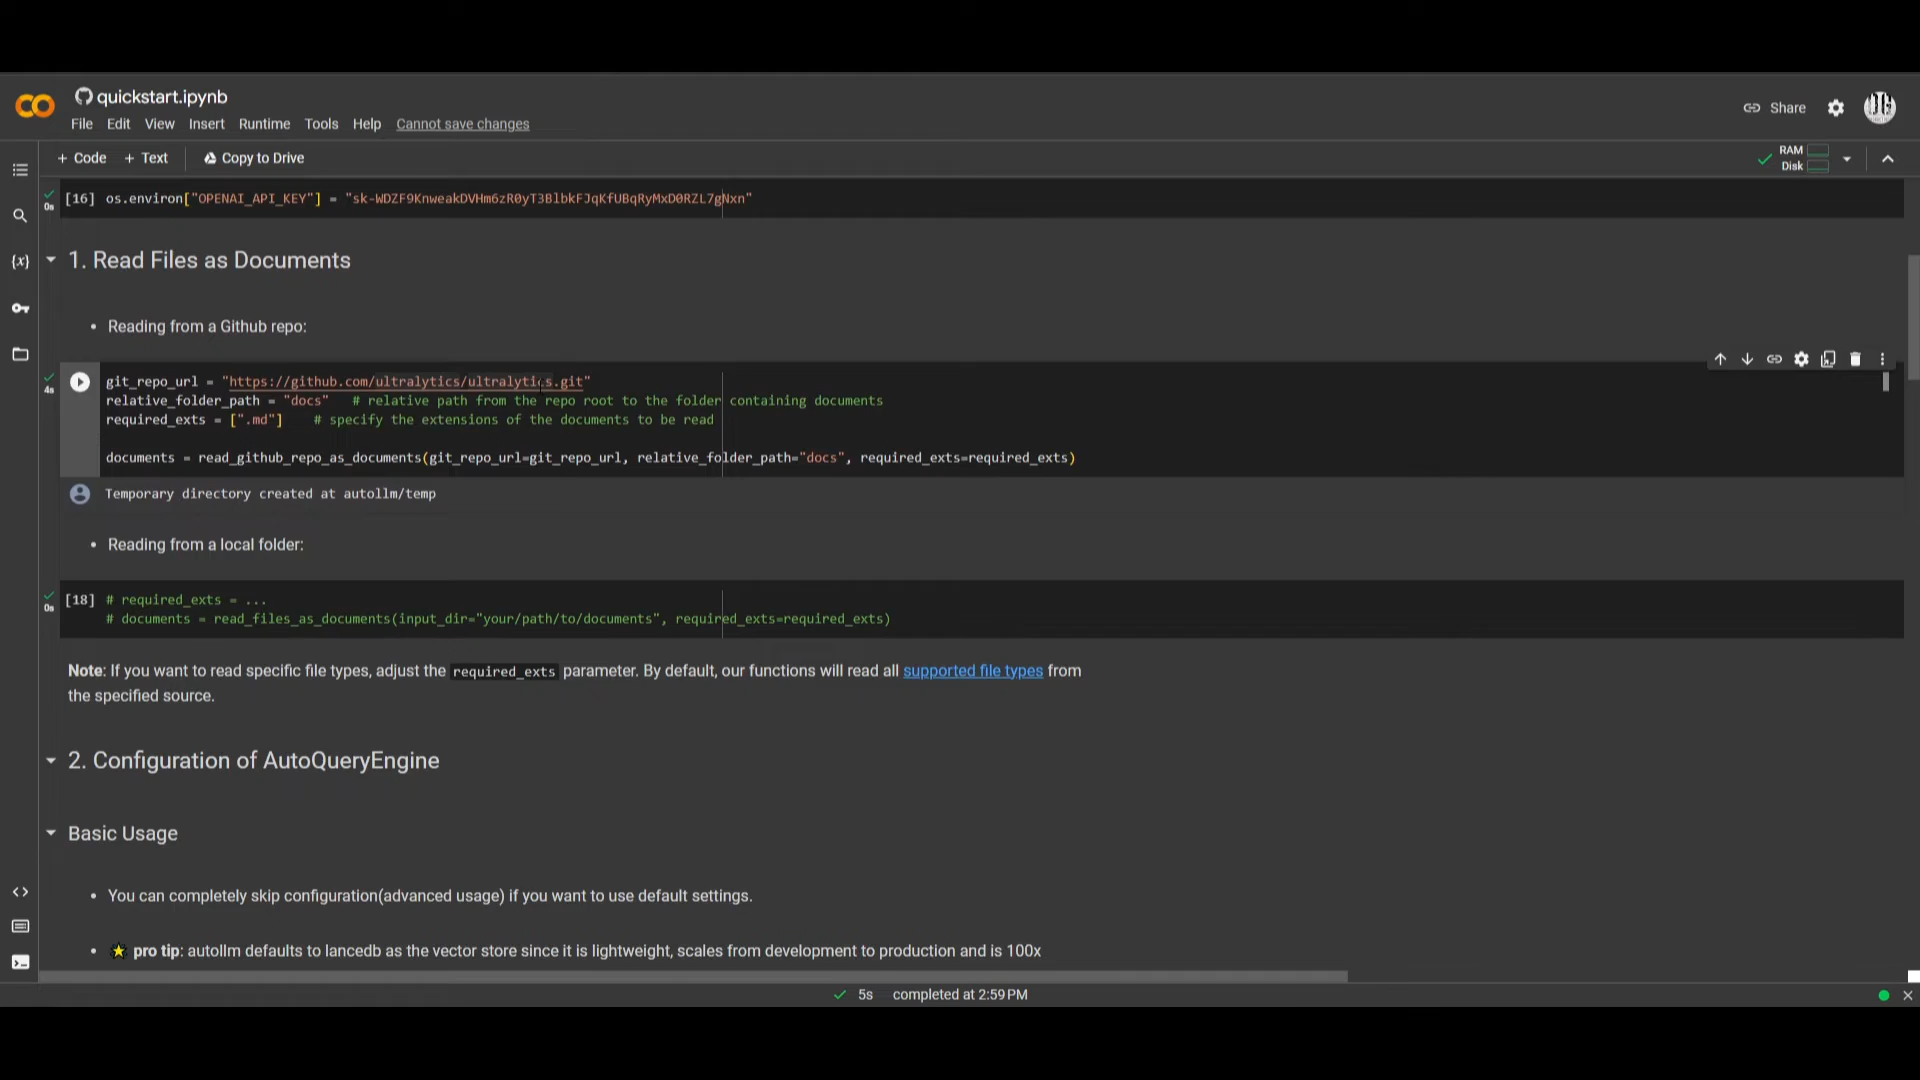 quickstart.ipynb
File Edit View Insert Runtime Tools Help Cannot save changes
Share
+ Code + Text Copy to Drive
RAM
Disk
[16] os.environ["OPENAI_API_KEY"] = "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"
0s
1. Read Files as Documents
{x}
• Reading from a Github repo:
git_repo_url = "https://github.com/ultralytics/ultralytics.git"
4s
relative_folder_path = "docs" # relative path from the repo root to the folder containing documents
required_exts = [".md"] # specify the extensions of the documents to be read
documents = read_github_repo_as_documents(git_repo_url=git_repo_url, relative_folder_path="docs", required_exts=required_exts)
Temporary directory created at autollm/temp
• Reading from a local folder:
[18] # required_exts = ...
0s
# documents = read_files_as_documents(input_dir="your/path/to/documents", required_exts=required_exts)
Note: If you want to read specific file types, adjust the required_exts parameter. By default, our functions will read all supported file types from
the specified source.
2. Configuration of AutoQueryEngine
Basic Usage
• You can completely skip configuration(advanced usage) if you want to use default settings.
• pro tip: autollm defaults to lancedb as the vector store since it is lightweight, scales from development to production and is 100x
5s completed at 2:59 PM